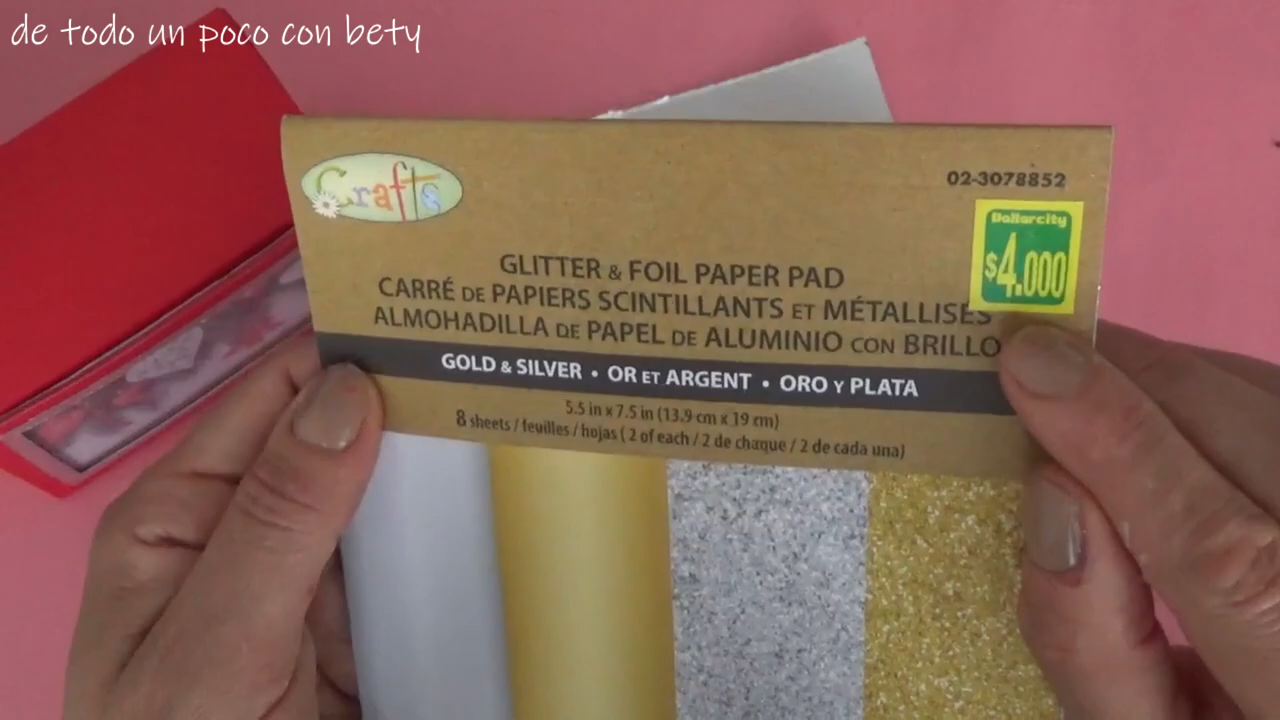 de todo un poco con bety
Crafts
02-3078852
Dollarcity
$4.000
GLITTER & FOIL PAPER PAD
CARRÉ DE PAPIERS SCINTILLANTS ET MÉTALLISÉS
ALMOHADILLA DE PAPEL DE ALUMINIO CON BRILLO
GOLD & SILVER • OR ET ARGENT • ORO Y PLATA
5.5 in x 7.5 in (13.9 cm x 19 cm)
8 sheets / feuilles / hojas ( 2 of each / 2 de chaque / 2 de cada una)